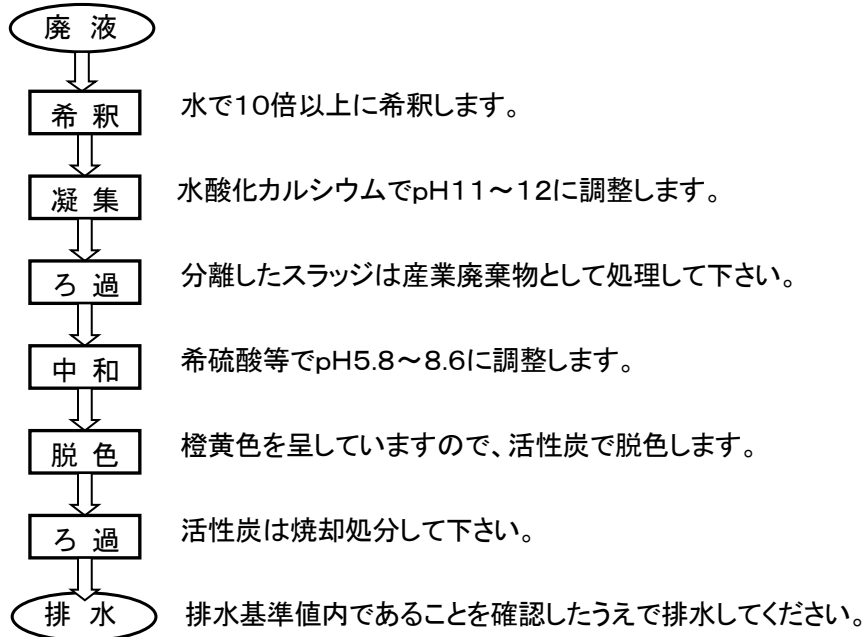 廃 液
希 釈 水で10倍以上に希釈します。
凝 集 水酸化カルシウムでpH11～12に調整します。
ろ 過 分離したスラッジは産業廃棄物として処理して下さい。
中 和 希硫酸等でpH5.8～8.6に調整します。
脱 色 橙黄色を呈していますので、活性炭で脱色します。
ろ 過 活性炭は焼却処分して下さい。
排 水 排水基準値内であることを確認したうえで排水してください。